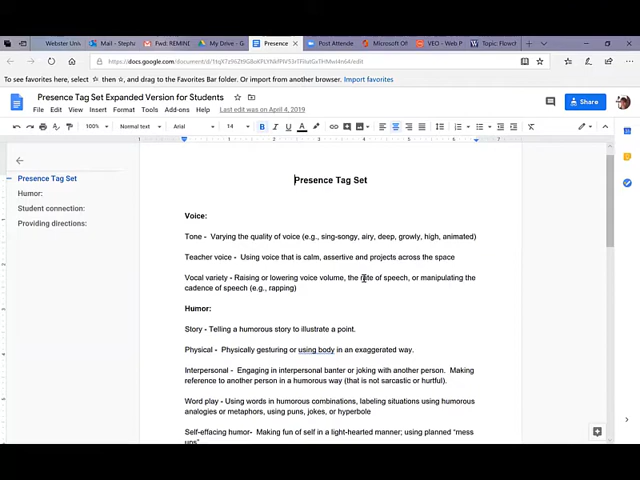 Webster Uni
Mail - Steph
Fwd: REMINI
My Drive - G
Presence
Post Attende
Microsoft Of
VEO – Web P
Topic: Flowch
To see favorites here, select then , and drag to the Favorites Bar folder. Or import from another browser. Import favorites
Presence Tag Set Expanded Version for Students
File Edit View Insert Format Tools Add-ons Help Last edit was on April 4, 2019
Share
100% Normal text Arial 14 B I U A
Presence Tag Set
Humor:
Student connection:
Providing directions:
Presence Tag Set
Voice:
Tone - Varying the quality of voice (e.g., sing-songy, airy, deep, growly, high, animated)
Teacher voice - Using voice that is calm, assertive and projects across the space
Vocal variety - Raising or lowering voice volume, the rate of speech, or manipulating the
cadence of speech (e.g., rapping)
Humor:
Story - Telling a humorous story to illustrate a point.
Physical - Physically gesturing or using body in an exaggerated way.
Interpersonal - Engaging in interpersonal banter or joking with another person. Making
reference to another person in a humorous way (that is not sarcastic or hurtful).
Word play - Using words in humorous combinations, labeling situations using humorous
analogies or metaphors, using puns, jokes, or hyperbole
Self-effacing humor- Making fun of self in a light-hearted manner; using planned “mess
ups”